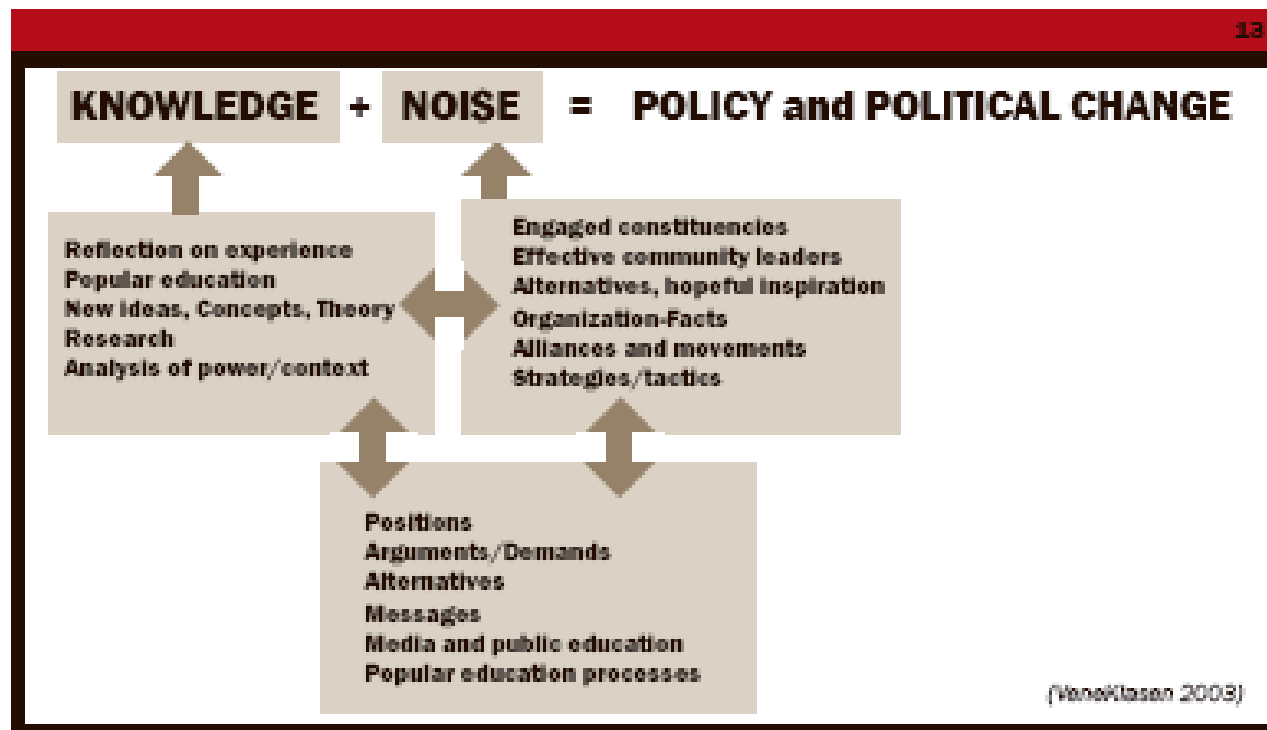 13
KNOWLEDGE + NOISE = POLICY and POLITICAL CHANGE
Reflection on experience
Popular education
New ideas, Concepts, Theory
Research
Analysis of power/context
Engaged constituencies
Effective community leaders
Alternatives, hopeful inspiration
Organization-Facts
Alliances and movements
Strategies/tactics
Positions
Arguments/Demands
Alternatives
Messages
Media and public education
Popular education processes
(VeneKlasen 2003)